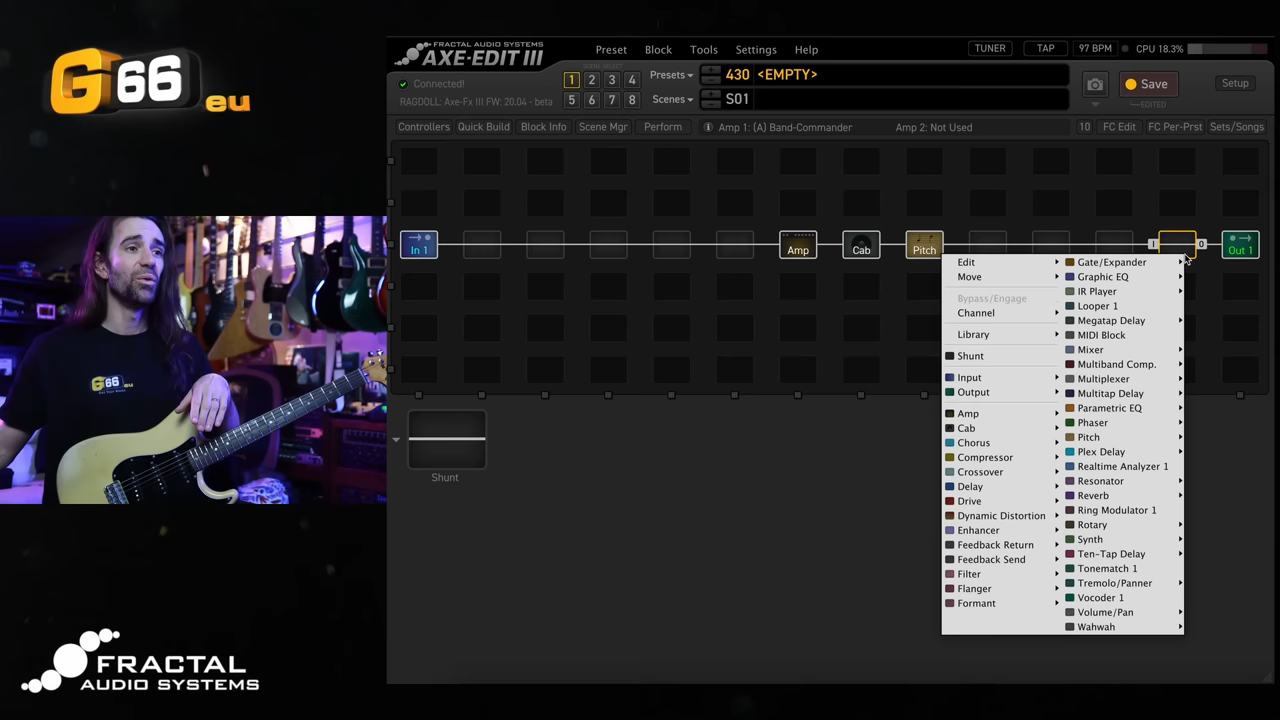 G66
eu
FRACTAL
AUDIO SYSTEMS
G66
FRACTAL AUDIO SYSTEMS
AXE-EDIT III
Preset Block Tools Settings Help
TUNER TAP 97 BPM CPU 18.3%
Connected!
RAGDOLL: Axe-Fx III FW: 20.04 - beta
SCENE SELECT
1 2 3 4
5 6 7 8
Presets 430 <EMPTY>
Scenes S01
Save
EDITED
Setup
Controllers Quick Build Block Info Scene Mgr Perform
Amp 1: (A) Band-Commander Amp 2: Not Used
10 FC Edit FC Per-Prst Sets/Songs
In 1 Amp Cab Pitch I O Out 1
Shunt
Edit
Move
Bypass/Engage
Channel
Library
Shunt
Input
Output
Amp
Cab
Chorus
Compressor
Crossover
Delay
Drive
Dynamic Distortion
Enhancer
Feedback Return
Feedback Send
Filter
Flanger
Formant
Gate/Expander
Graphic EQ
IR Player
Looper 1
Megatap Delay
MIDI Block
Mixer
Multiband Comp.
Multiplexer
Multitap Delay
Parametric EQ
Phaser
Pitch
Plex Delay
Realtime Analyzer 1
Resonator
Reverb
Ring Modulator 1
Rotary
Synth
Ten-Tap Delay
Tonematch 1
Tremolo/Panner
Vocoder 1
Volume/Pan
Wahwah